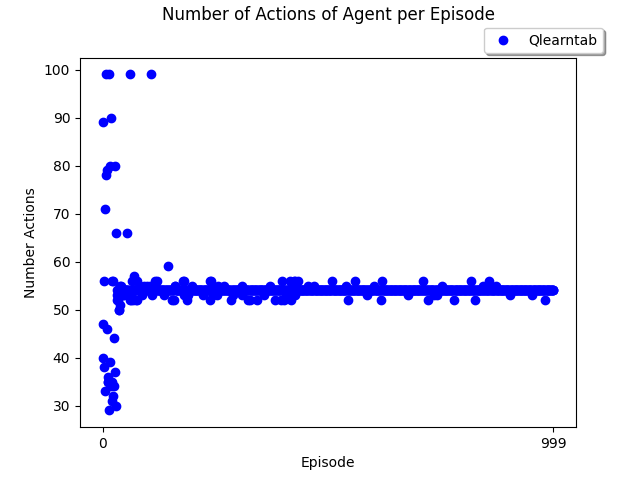 Number of Actions of Agent per Episode
Qlearntab
100
90
80
70
60
50
40
30
Number Actions
0 999
Episode